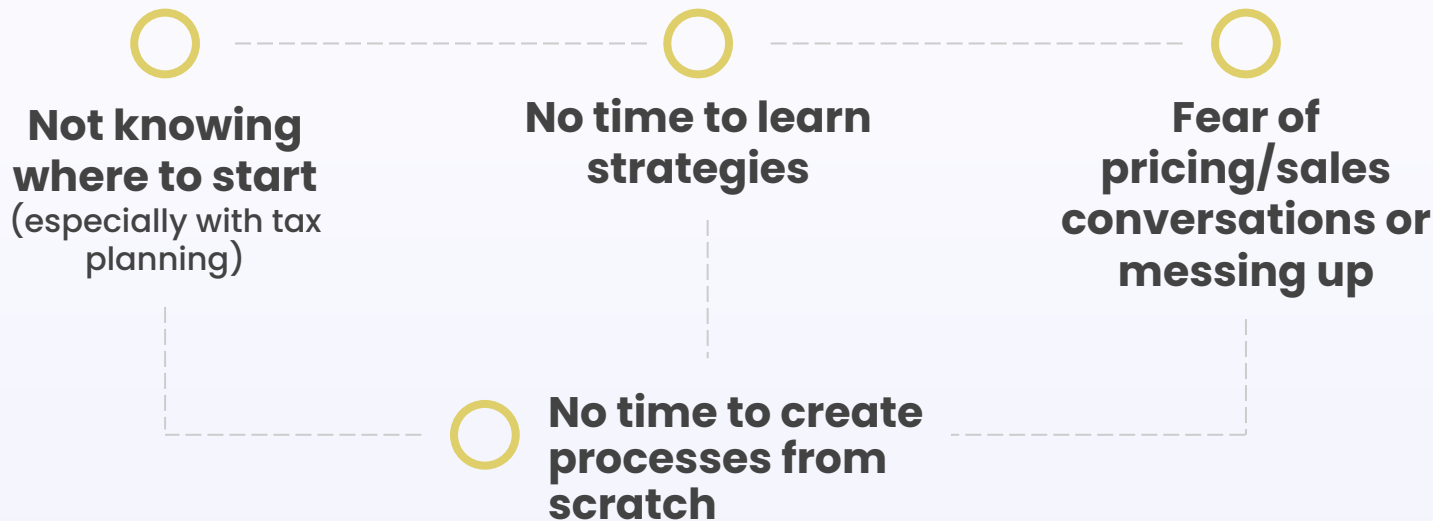 Not knowing
where to start
(especially with tax
planning)
No time to learn
strategies
Fear of
pricing/sales
conversations or
messing up
No time to create
processes from
scratch